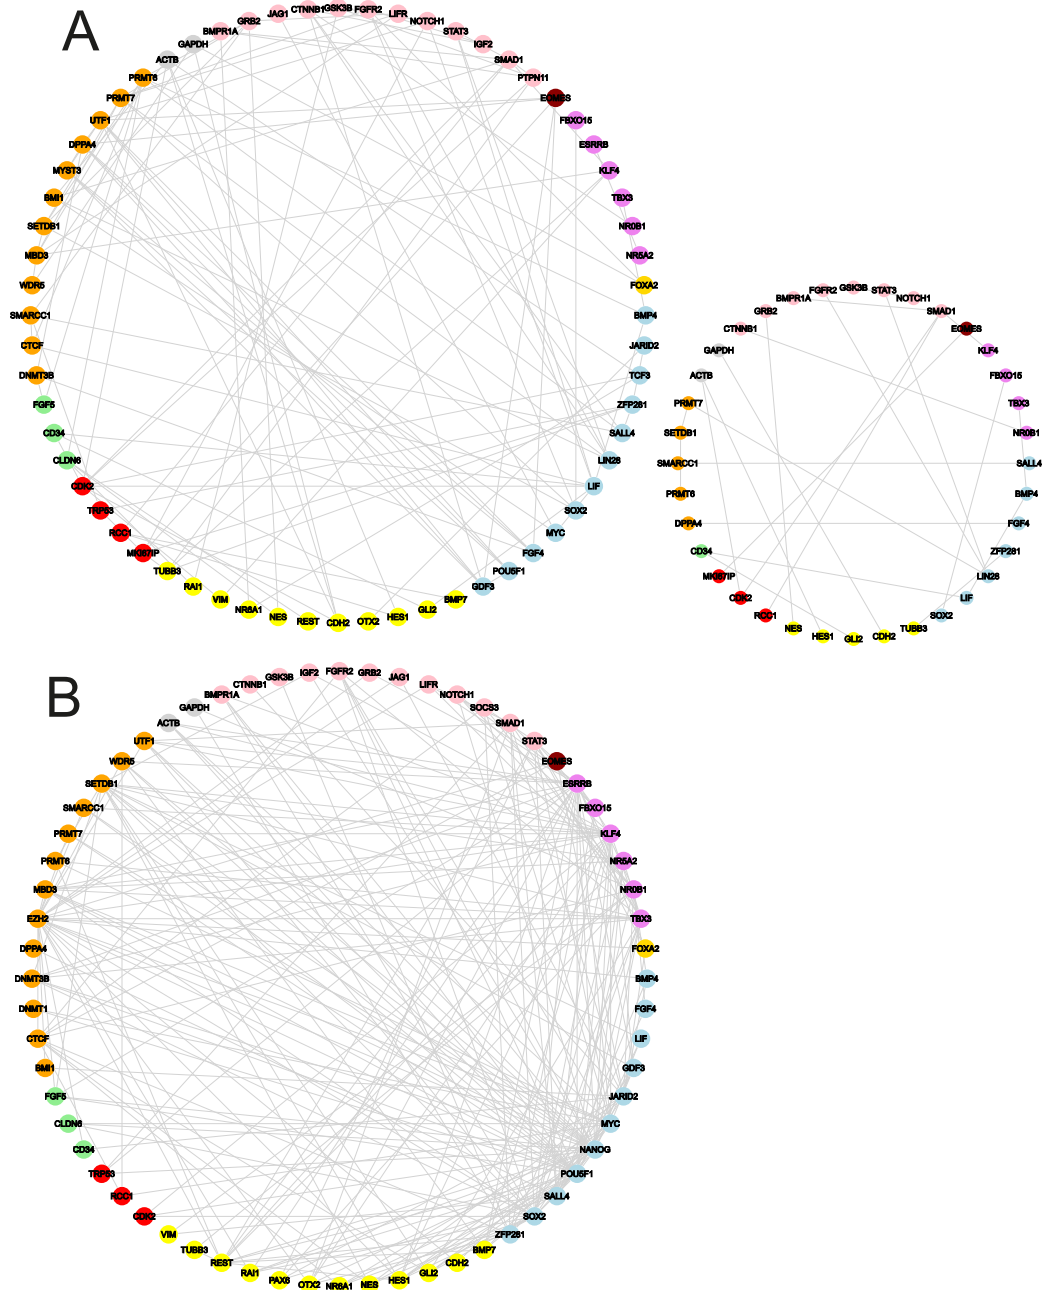 A
CTNNB1
GSK3B
FGFR2
JAG1
LIFR
GRB2
NOTCH1
BMPR1A
STAT3
GAPDH
IGF2
ACTB
SMAD1
PRMT6
PTPN11
PRMT7
EOMES
UTF1
FBXO15
DPPA4
ESRRB
MYST3
KLF4
BMI1
TBX3
SETDB1
NR0B1
MBD3
NR5A2
WDR5
FOXA2
SMARCC1
BMP4
CTCF
JARID2
DNMT3B
TCF3
FGF5
ZFP281
CD34
SALL4
CLDN6
LIN28
CDK2
LIF
TRP53
SOX2
RCC1
MYC
MKI67IP
FGF4
TUBB3
POU5F1
RAI1
GDF3
VIM
BMP7
NR6A1
GLI2
NES
HES1
REST
OTX2
CDH2
GSK3B
FGFR2
STAT3
BMPR1A
NOTCH1
GRB2
SMAD1
CTNNB1
EOMES
GAPDH
KLF4
ACTB
FBXO15
PRMT7
TBX3
SETDB1
NR0B1
SMARCC1
SALL4
PRMT6
BMP4
DPPA4
FGF4
CD34
ZFP281
MKI67IP
LIN28
CDK2
LIF
RCC1
SOX2
NES
TUBB3
HES1
CDH2
GLI2
B
FGFR2
IGF2
GRB2
GSK3B
JAG1
CTNNB1
LIFR
BMPR1A
NOTCH1
GAPDH
SOCS3
ACTB
SMAD1
UTF1
STAT3
WDR5
EOMES
SETDB1
ESRRB
SMARCC1
FBXO15
PRMT7
KLF4
PRMT6
NR5A2
MBD3
NR0B1
EZH2
TBX3
DPPA4
FOXA2
DNMT3B
BMP4
DNMT1
FGF4
CTCF
LIF
BMI1
GDF3
FGF5
JARID2
CLDN6
MYC
CD34
NANOG
TRP53
POU5F1
RCC1
SALL4
CDK2
SOX2
VIM
ZFP281
TUBB3
BMP7
REST
CDH2
RAI1
GLI2
PAX6
HES1
OTX2
NR6A1
NES